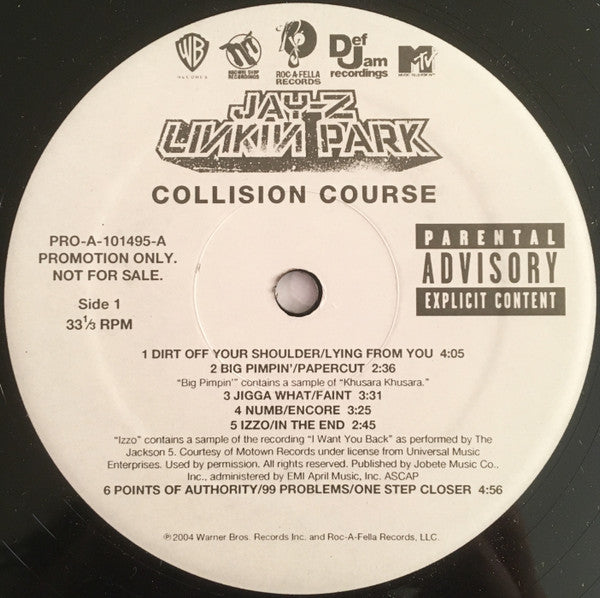 WB
RECORDS
MACHINE SHOP
RECORDINGS
ROC-A-FELLA
RECORDS
Def
Jam
recordings
MTV
MUSIC TELEVISION
JAY-Z
LINKIN PARK
COLLISION COURSE
PRO-A-101495-A
PROMOTION ONLY.
NOT FOR SALE.
Side 1
33⅓ RPM
PARENTAL
ADVISORY
EXPLICIT CONTENT
1 DIRT OFF YOUR SHOULDER/LYING FROM YOU 4:05
2 BIG PIMPIN'/PAPERCUT 2:36
"Big Pimpin'" contains a sample of "Khusara Khusara."
3 JIGGA WHAT/FAINT 3:31
4 NUMB/ENCORE 3:25
5 IZZO/IN THE END 2:45
"Izzo" contains a sample of the recording "I Want You Back" as performed by The
Jackson 5. Courtesy of Motown Records under license from Universal Music
Enterprises. Used by permission. All rights reserved. Published by Jobete Music Co.,
Inc., administered by EMI April Music, Inc. ASCAP
6 POINTS OF AUTHORITY/99 PROBLEMS/ONE STEP CLOSER 4:56
℗2004 Warner Bros. Records Inc. and Roc-A-Fella Records, LLC.